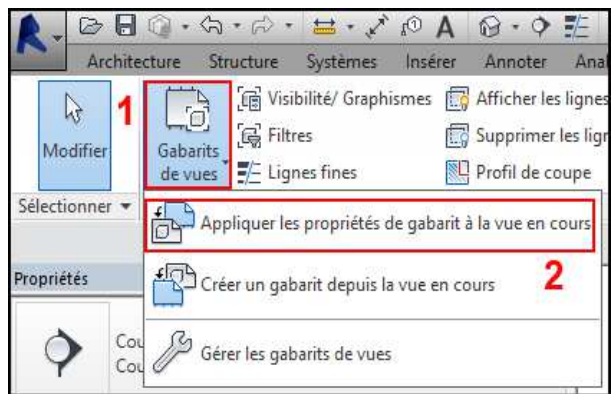 Architecture Structure Systèmes Insérer Annoter
1
Modifier
Gabarits
de vues
Visibilité/ Graphismes
Filtres
Lignes fines
Afficher les lignes
Supprimer les
Profil de coupe
Sélectionner
Appliquer les propriétés de gabarit à la vue en cours
2
Propriétés
Créer un gabarit depuis la vue en cours
Gérer les gabarits de vues